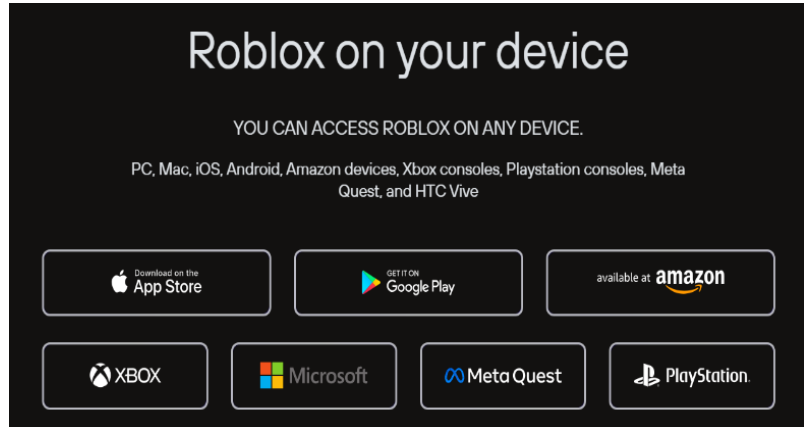 Roblox on your device
YOU CAN ACCESS ROBLOX ON ANY DEVICE.
PC, Mac, iOS, Android, Amazon devices, Xbox consoles, Playstation consoles, Meta
Quest, and HTC Vive
Download on the
App Store
GET IT ON
Google Play
available at amazon
XBOX
Microsoft
Meta Quest
PlayStation.